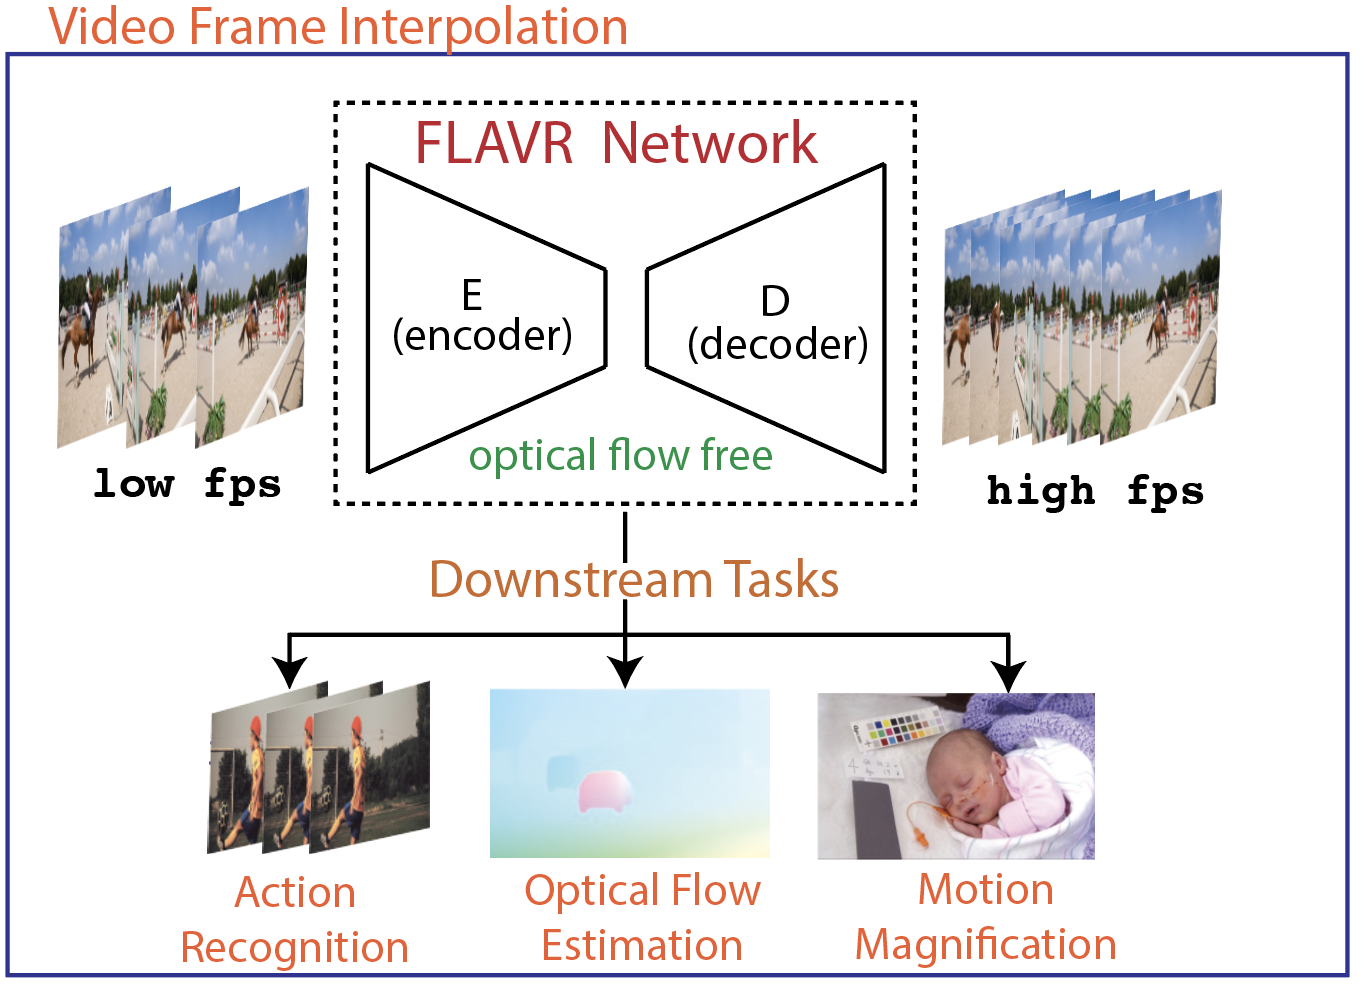 Video Frame Interpolation
FLAVR Network
E
(encoder)
D
(decoder)
optical flow free
low fps
high fps
Downstream Tasks
Action
Recognition
Optical Flow
Estimation
Motion
Magnification